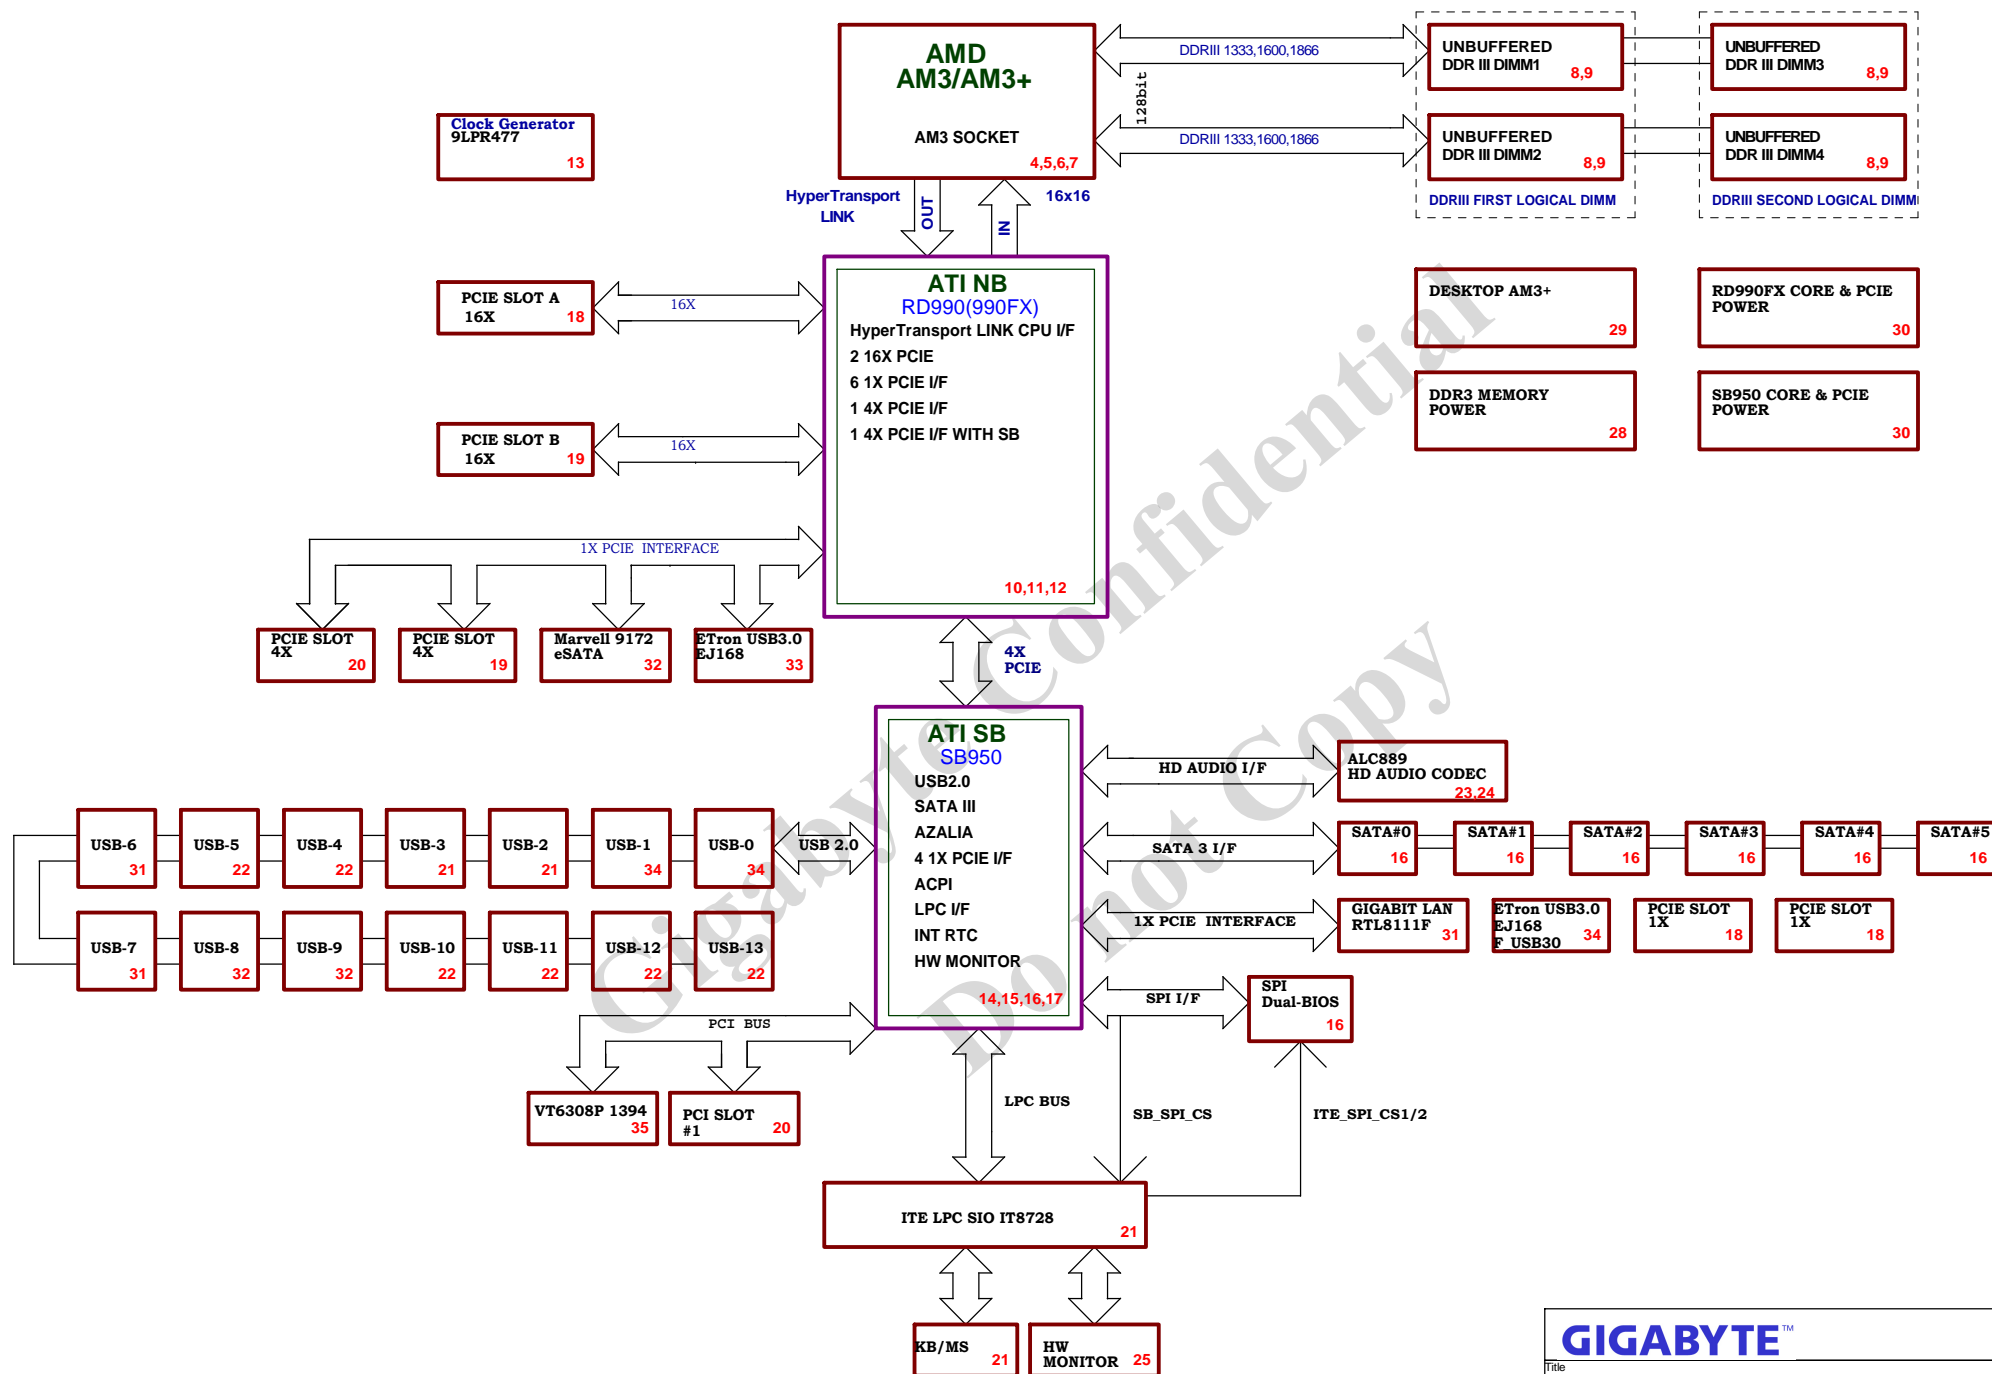 AMD
AM3/AM3+
AM3 SOCKET
4,5,6,7
DDRIII 1333,1600,1866
128bit
DDRIII 1333,1600,1866
UNBUFFERED
DDR III DIMM1
8,9
UNBUFFERED
DDR III DIMM3
8,9
UNBUFFERED
DDR III DIMM2
8,9
UNBUFFERED
DDR III DIMM4
8,9
DDRIII FIRST LOGICAL DIMM
DDRIII SECOND LOGICAL DIMM
Clock Generator
9LPR477
13
HyperTransport
LINK
OUT
IN
16x16
ATI NB
RD990(990FX)
HyperTransport LINK CPU I/F
2 16X PCIE
6 1X PCIE I/F
1 4X PCIE I/F
1 4X PCIE I/F WITH SB
10,11,12
PCIE SLOT A
16X
18
16X
PCIE SLOT B
16X
19
16X
DESKTOP AM3+
29
RD990FX CORE & PCIE
POWER
30
DDR3 MEMORY
POWER
28
SB950 CORE & PCIE
POWER
30
1X PCIE INTERFACE
PCIE SLOT
4X
20
PCIE SLOT
4X
19
Marvell 9172
eSATA
32
ETron USB3.0
EJ168
33
4X
PCIE
ATI SB
SB950
USB2.0
SATA III
AZALIA
4 1X PCIE I/F
ACPI
LPC I/F
INT RTC
HW MONITOR
14,15,16,17
HD AUDIO I/F
ALC889
HD AUDIO CODEC
23,24
USB-6
31
USB-5
22
USB-4
22
USB-3
21
USB-2
21
USB-1
34
USB-0
34
USB 2.0
SATA 3 I/F
SATA#0
16
SATA#1
16
SATA#2
16
SATA#3
16
SATA#4
16
SATA#5
16
USB-7
31
USB-8
32
USB-9
32
USB-10
22
USB-11
22
USB-12
22
USB-13
22
1X PCIE INTERFACE
GIGABIT LAN
RTL8111F
31
ETron USB3.0
EJ168
F_USB30
34
PCIE SLOT
1X
18
PCIE SLOT
1X
18
SPI I/F
SPI
Dual-BIOS
16
PCI BUS
VT6308P 1394
35
PCI SLOT
#1
20
LPC BUS
SB_SPI_CS
ITE_SPI_CS1/2
ITE LPC SIO IT8728
21
KB/MS
21
HW
MONITOR
25
Gigabyte Confidential
Do not Copy
GIGABYTE™
Title